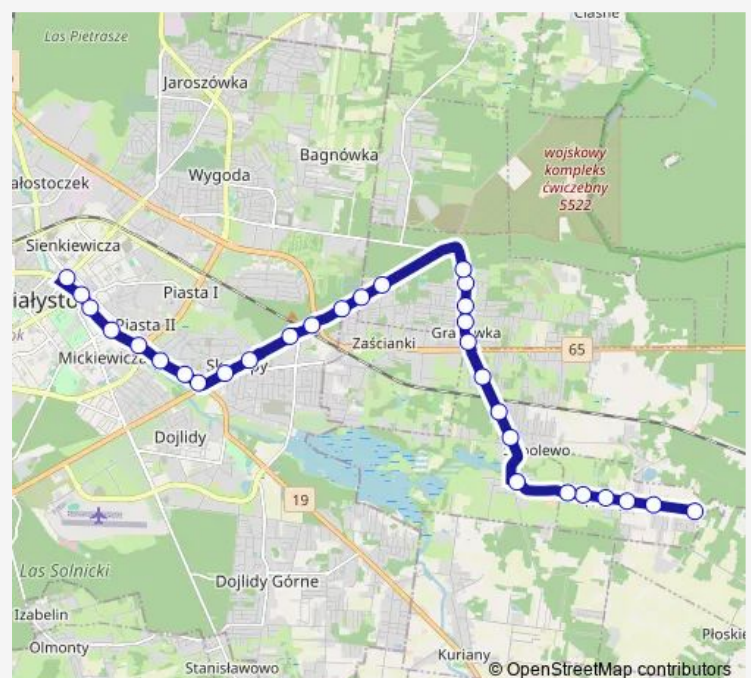 Ciasne
Las Pietrasze
Jaroszówka
Bagnówka
wojskowy
kompleks
ćwiczebny
5522
Wygoda
ałostoczek
Sienkiewicza
Piasta I
iałysto
Piasta II
Zaścianki
65
Mickiewicza
Dojlidy
19
Las Solnicki
Dojlidy Górne
Izabelin
Olmonty
Stanisławowo
Kuriany
Płoskie
© OpenStreetMap contributors